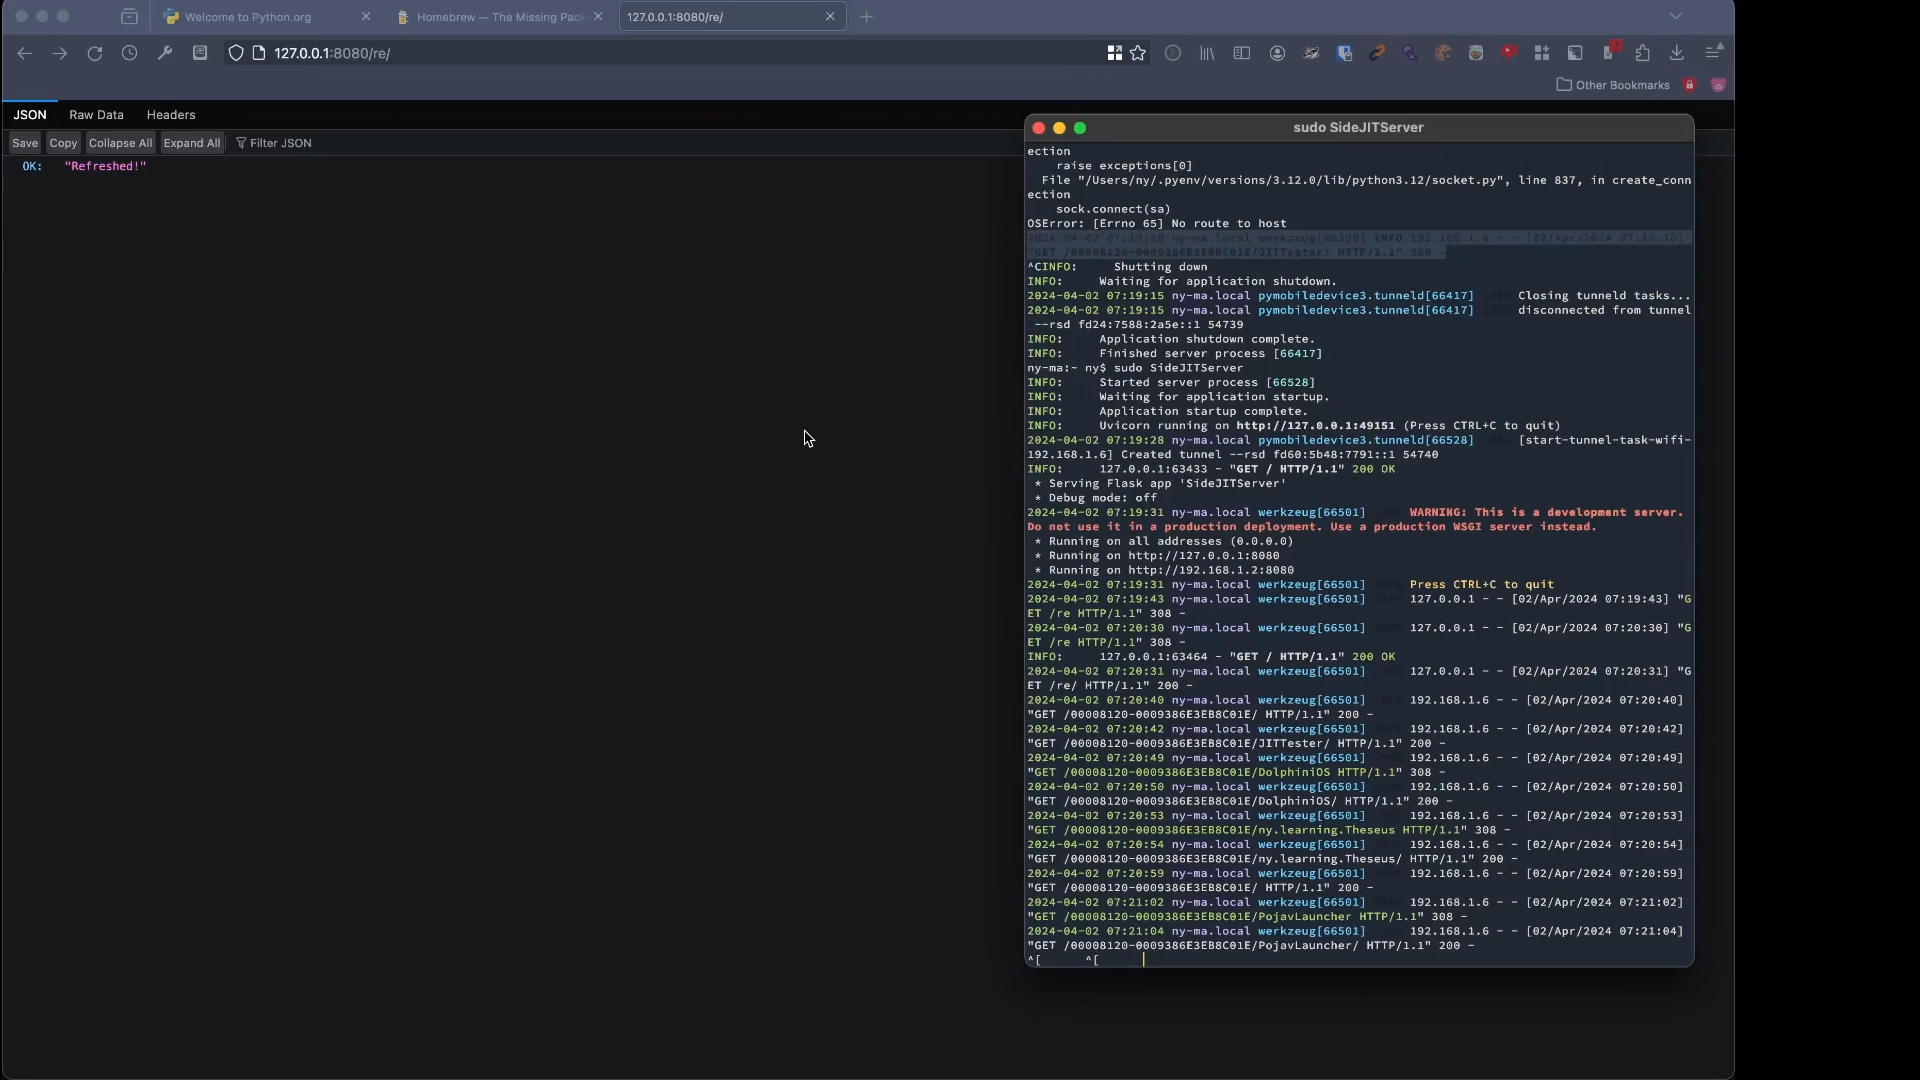 Welcome to Python.org
Homebrew — The Missing Pack
127.0.0.1:8080/re/
127.0.0.1:8080/re/
Other Bookmarks
JSON Raw Data Headers
Save Copy Collapse All Expand All Filter JSON
OK: "Refreshed!"
sudo SideJITServer
ection
raise exceptions[0]
File "/Users/ny/.pyenv/versions/3.12.0/lib/python3.12/socket.py", line 837, in create_conn
ection
sock.connect(sa)
OSError: [Errno 65] No route to host
2024-04-02 07:19:10 ny-ma.local werkzeug[66390] INFO 192.168.1.6 - - [02/Apr/2024 07:19:10]
"GET /00008120-0009386E3EB8C01E/JITTester/ HTTP/1.1" 500 -
^CINFO: Shutting down
INFO: Waiting for application shutdown.
2024-04-02 07:19:15 ny-ma.local pymobiledevice3.tunneld[66417] Closing tunneld tasks...
2024-04-02 07:19:15 ny-ma.local pymobiledevice3.tunneld[66417] disconnected from tunnel
--rsd fd24:7588:2a5e::1 54739
INFO: Application shutdown complete.
INFO: Finished server process [66417]
ny-ma:~ ny$ sudo SideJITServer
INFO: Started server process [66528]
INFO: Waiting for application startup.
INFO: Application startup complete.
INFO: Uvicorn running on http://127.0.0.1:49151 (Press CTRL+C to quit)
2024-04-02 07:19:28 ny-ma.local pymobiledevice3.tunneld[66528] [start-tunnel-task-wifi-
192.168.1.6] Created tunnel --rsd fd60:5b48:7791::1 54740
INFO: 127.0.0.1:63433 - "GET / HTTP/1.1" 200 OK
* Serving Flask app 'SideJITServer'
* Debug mode: off
2024-04-02 07:19:31 ny-ma.local werkzeug[66501] WARNING: This is a development server.
Do not use it in a production deployment. Use a production WSGI server instead.
* Running on all addresses (0.0.0.0)
* Running on http://127.0.0.1:8080
* Running on http://192.168.1.2:8080
2024-04-02 07:19:31 ny-ma.local werkzeug[66501] Press CTRL+C to quit
2024-04-02 07:19:43 ny-ma.local werkzeug[66501] 127.0.0.1 - - [02/Apr/2024 07:19:43] "G
ET /re HTTP/1.1" 308 -
2024-04-02 07:20:30 ny-ma.local werkzeug[66501] 127.0.0.1 - - [02/Apr/2024 07:20:30] "G
ET /re HTTP/1.1" 308 -
INFO: 127.0.0.1:63464 - "GET / HTTP/1.1" 200 OK
2024-04-02 07:20:31 ny-ma.local werkzeug[66501] 127.0.0.1 - - [02/Apr/2024 07:20:31] "G
ET /re/ HTTP/1.1" 200 -
2024-04-02 07:20:40 ny-ma.local werkzeug[66501] 192.168.1.6 - - [02/Apr/2024 07:20:40]
"GET /00008120-0009386E3EB8C01E/ HTTP/1.1" 200 -
2024-04-02 07:20:42 ny-ma.local werkzeug[66501] 192.168.1.6 - - [02/Apr/2024 07:20:42]
"GET /00008120-0009386E3EB8C01E/JITTester/ HTTP/1.1" 200 -
2024-04-02 07:20:49 ny-ma.local werkzeug[66501] 192.168.1.6 - - [02/Apr/2024 07:20:49]
"GET /00008120-0009386E3EB8C01E/DolphiniOS HTTP/1.1" 308 -
2024-04-02 07:20:50 ny-ma.local werkzeug[66501] 192.168.1.6 - - [02/Apr/2024 07:20:50]
"GET /00008120-0009386E3EB8C01E/DolphiniOS/ HTTP/1.1" 200 -
2024-04-02 07:20:53 ny-ma.local werkzeug[66501] 192.168.1.6 - - [02/Apr/2024 07:20:53]
"GET /00008120-0009386E3EB8C01E/ny.learning.Theseus HTTP/1.1" 308 -
2024-04-02 07:20:54 ny-ma.local werkzeug[66501] 192.168.1.6 - - [02/Apr/2024 07:20:54]
"GET /00008120-0009386E3EB8C01E/ny.learning.Theseus/ HTTP/1.1" 200 -
2024-04-02 07:20:59 ny-ma.local werkzeug[66501] 192.168.1.6 - - [02/Apr/2024 07:20:59]
"GET /00008120-0009386E3EB8C01E/ HTTP/1.1" 200 -
2024-04-02 07:21:02 ny-ma.local werkzeug[66501] 192.168.1.6 - - [02/Apr/2024 07:21:02]
"GET /00008120-0009386E3EB8C01E/PojavLauncher HTTP/1.1" 308 -
2024-04-02 07:21:04 ny-ma.local werkzeug[66501] 192.168.1.6 - - [02/Apr/2024 07:21:04]
"GET /00008120-0009386E3EB8C01E/PojavLauncher/ HTTP/1.1" 200 -
^[ ^[